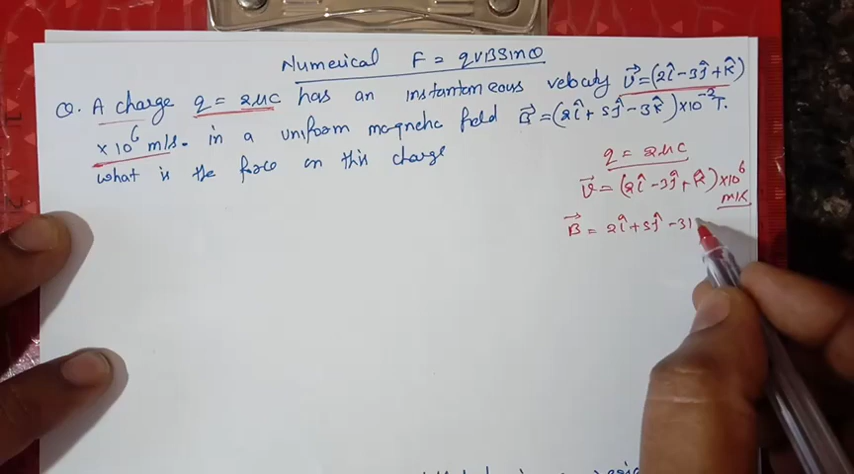 Numerical F = qVBSinθ
Q. A charge q = 2μC has an instantaneous velocity V⃗=(2î-3ĵ+k̂)
×10⁶ m/s. in a uniform magnetic field B⃗=(2î+5ĵ-3k̂)×10⁻²T.
what is the force on this charge
q = 2μC
V⃗ = (2î-3ĵ+k̂)×10⁶
m/s
B⃗ = 2î+5ĵ-3